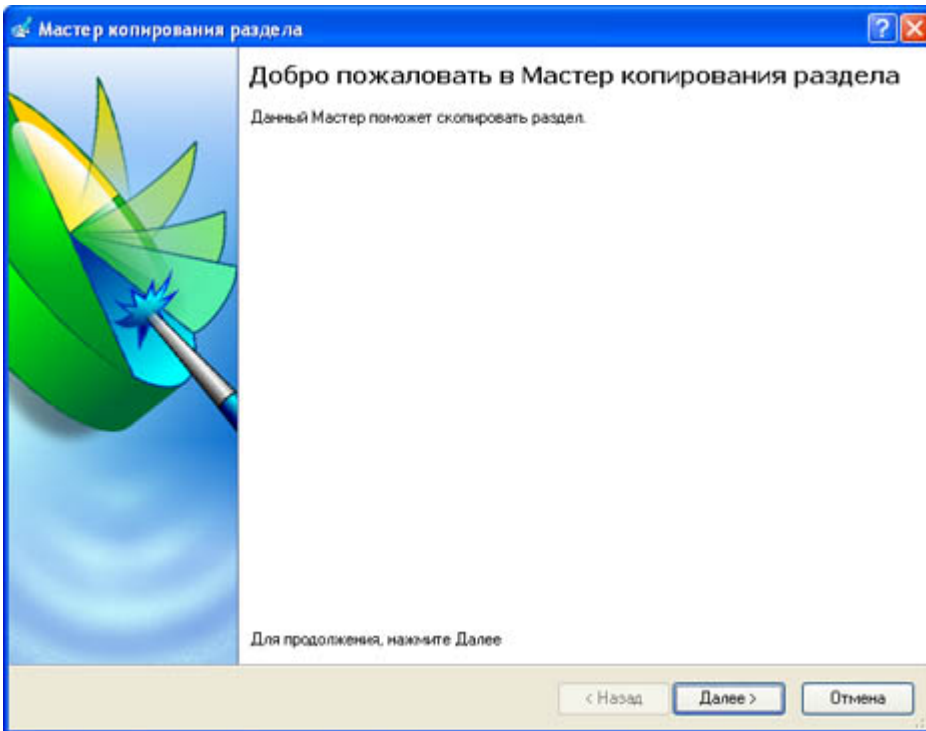 Мастер копирования раздела
Добро пожаловать в Мастер копирования раздела
Данный Мастер поможет скопировать раздел.
Для продолжения, нажмите Далее
< Назад
Далее >
Отмена